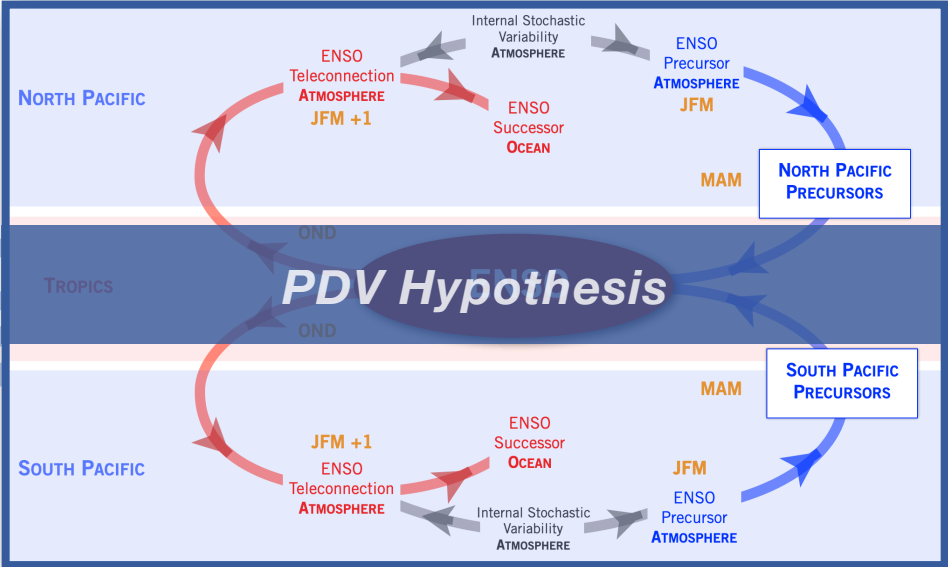 Internal Stochastic
Variability
ATMOSPHERE
ENSO
Teleconnection
ATMOSPHERE
JFM +1
ENSO
Precursor
ATMOSPHERE
JFM
NORTH PACIFIC
ENSO
Successor
OCEAN
MAM
NORTH PACIFIC
PRECURSORS
OND
TROPICS
ENSO
PDV Hypothesis
OND
SOUTH PACIFIC
PRECURSORS
MAM
ENSO
Successor
OCEAN
JFM +1
ENSO
Teleconnection
ATMOSPHERE
SOUTH PACIFIC
JFM
ENSO
Precursor
ATMOSPHERE
Internal Stochastic
Variability
ATMOSPHERE